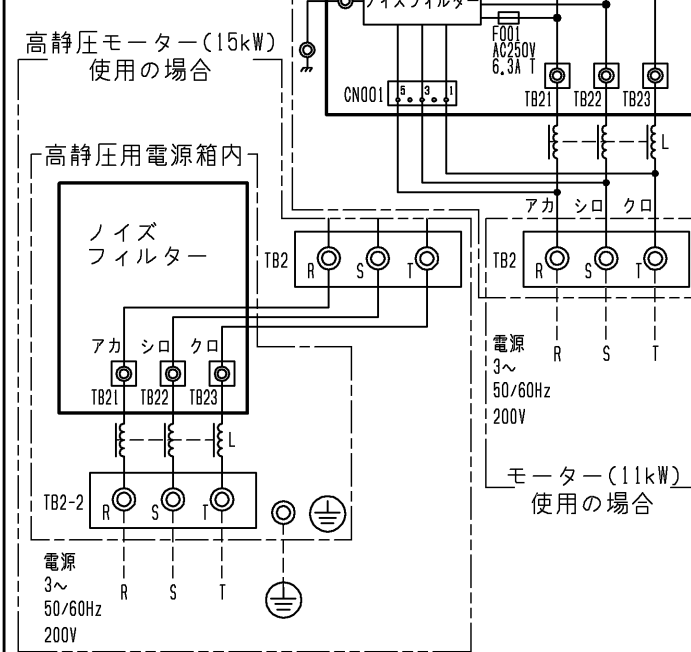 ノイズフィルター
F001
AC250V
6.3A T
高静圧モーター(15kW)
使用の場合
CN001
5 3 1
TB21 TB22 TB23
L
高静圧用電源箱内
アカ シロ クロ
ノイズ
フィルター
TB2 R S T
TB2 R S T
アカ シロ クロ
TB21 TB22 TB23
電源
3~
50/60Hz
200V
R S T
L
モーター(11kW)
使用の場合
TB2-2 R S T
電源
3~
50/60Hz
200V
R S T